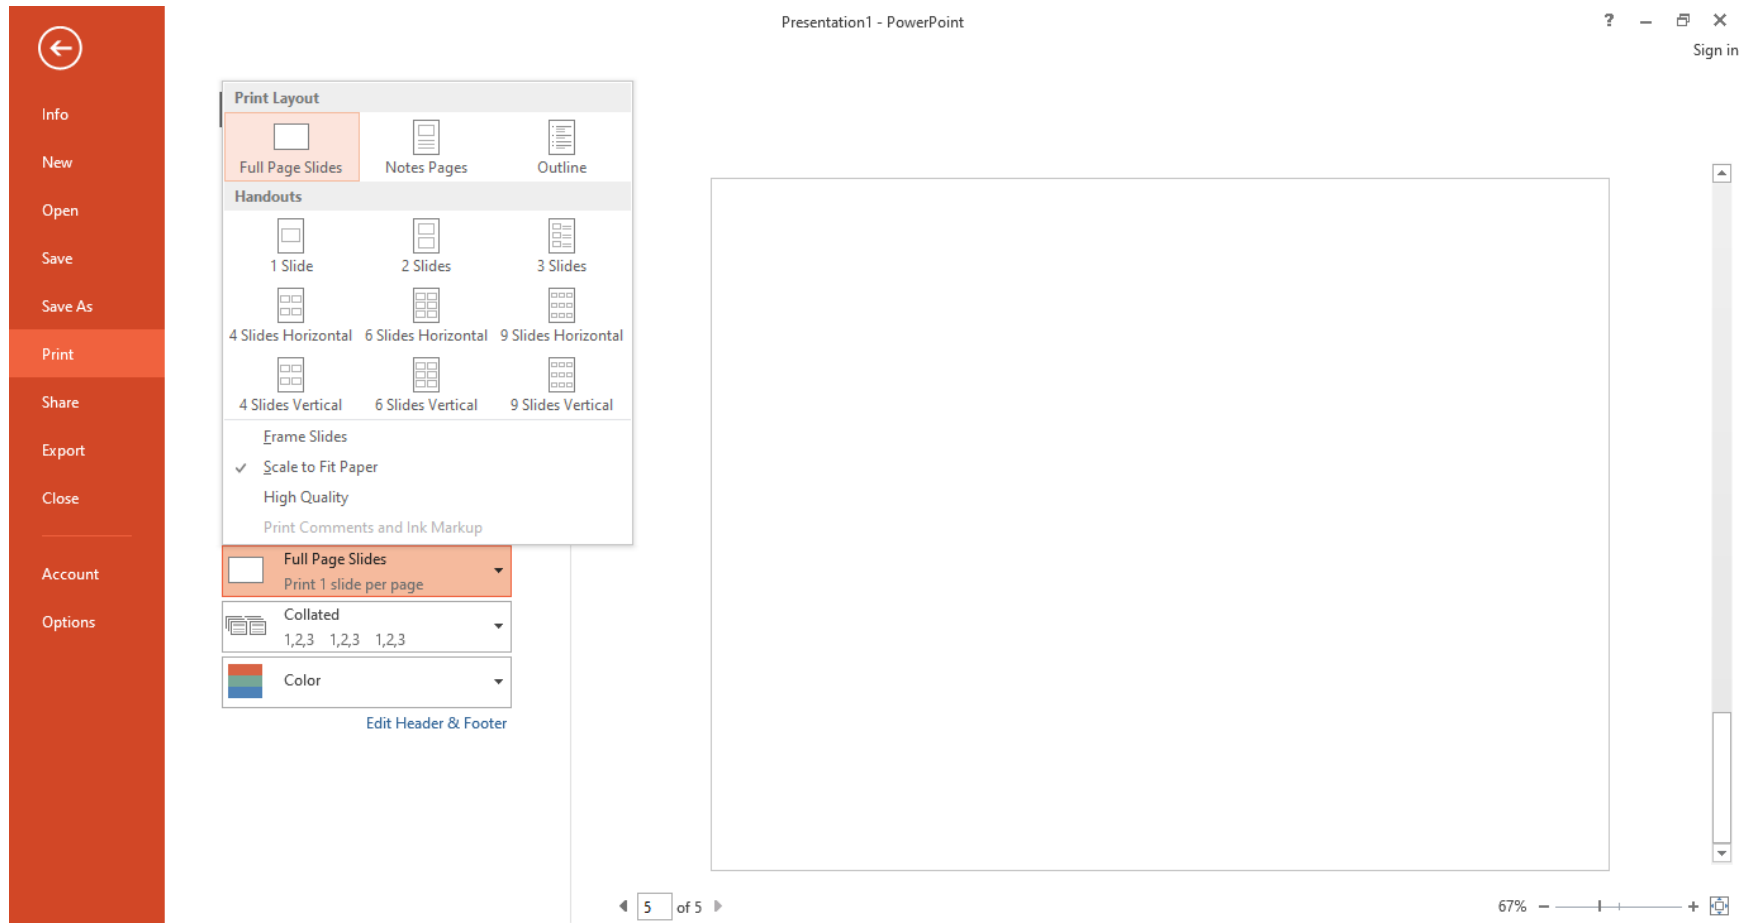 Presentation1 - PowerPoint
?
Sign in
Info
New
Open
Save
Save As
Print
Share
Export
Close
Account
Options
Print Layout
Full Page Slides Notes Pages Outline
Handouts
1 Slide 2 Slides 3 Slides
4 Slides Horizontal 6 Slides Horizontal 9 Slides Horizontal
4 Slides Vertical 6 Slides Vertical 9 Slides Vertical
Frame Slides
Scale to Fit Paper
High Quality
Print Comments and Ink Markup
Full Page Slides
Print 1 slide per page
Collated
1,2,3 1,2,3 1,2,3
Color
Edit Header & Footer
5 of 5
67%